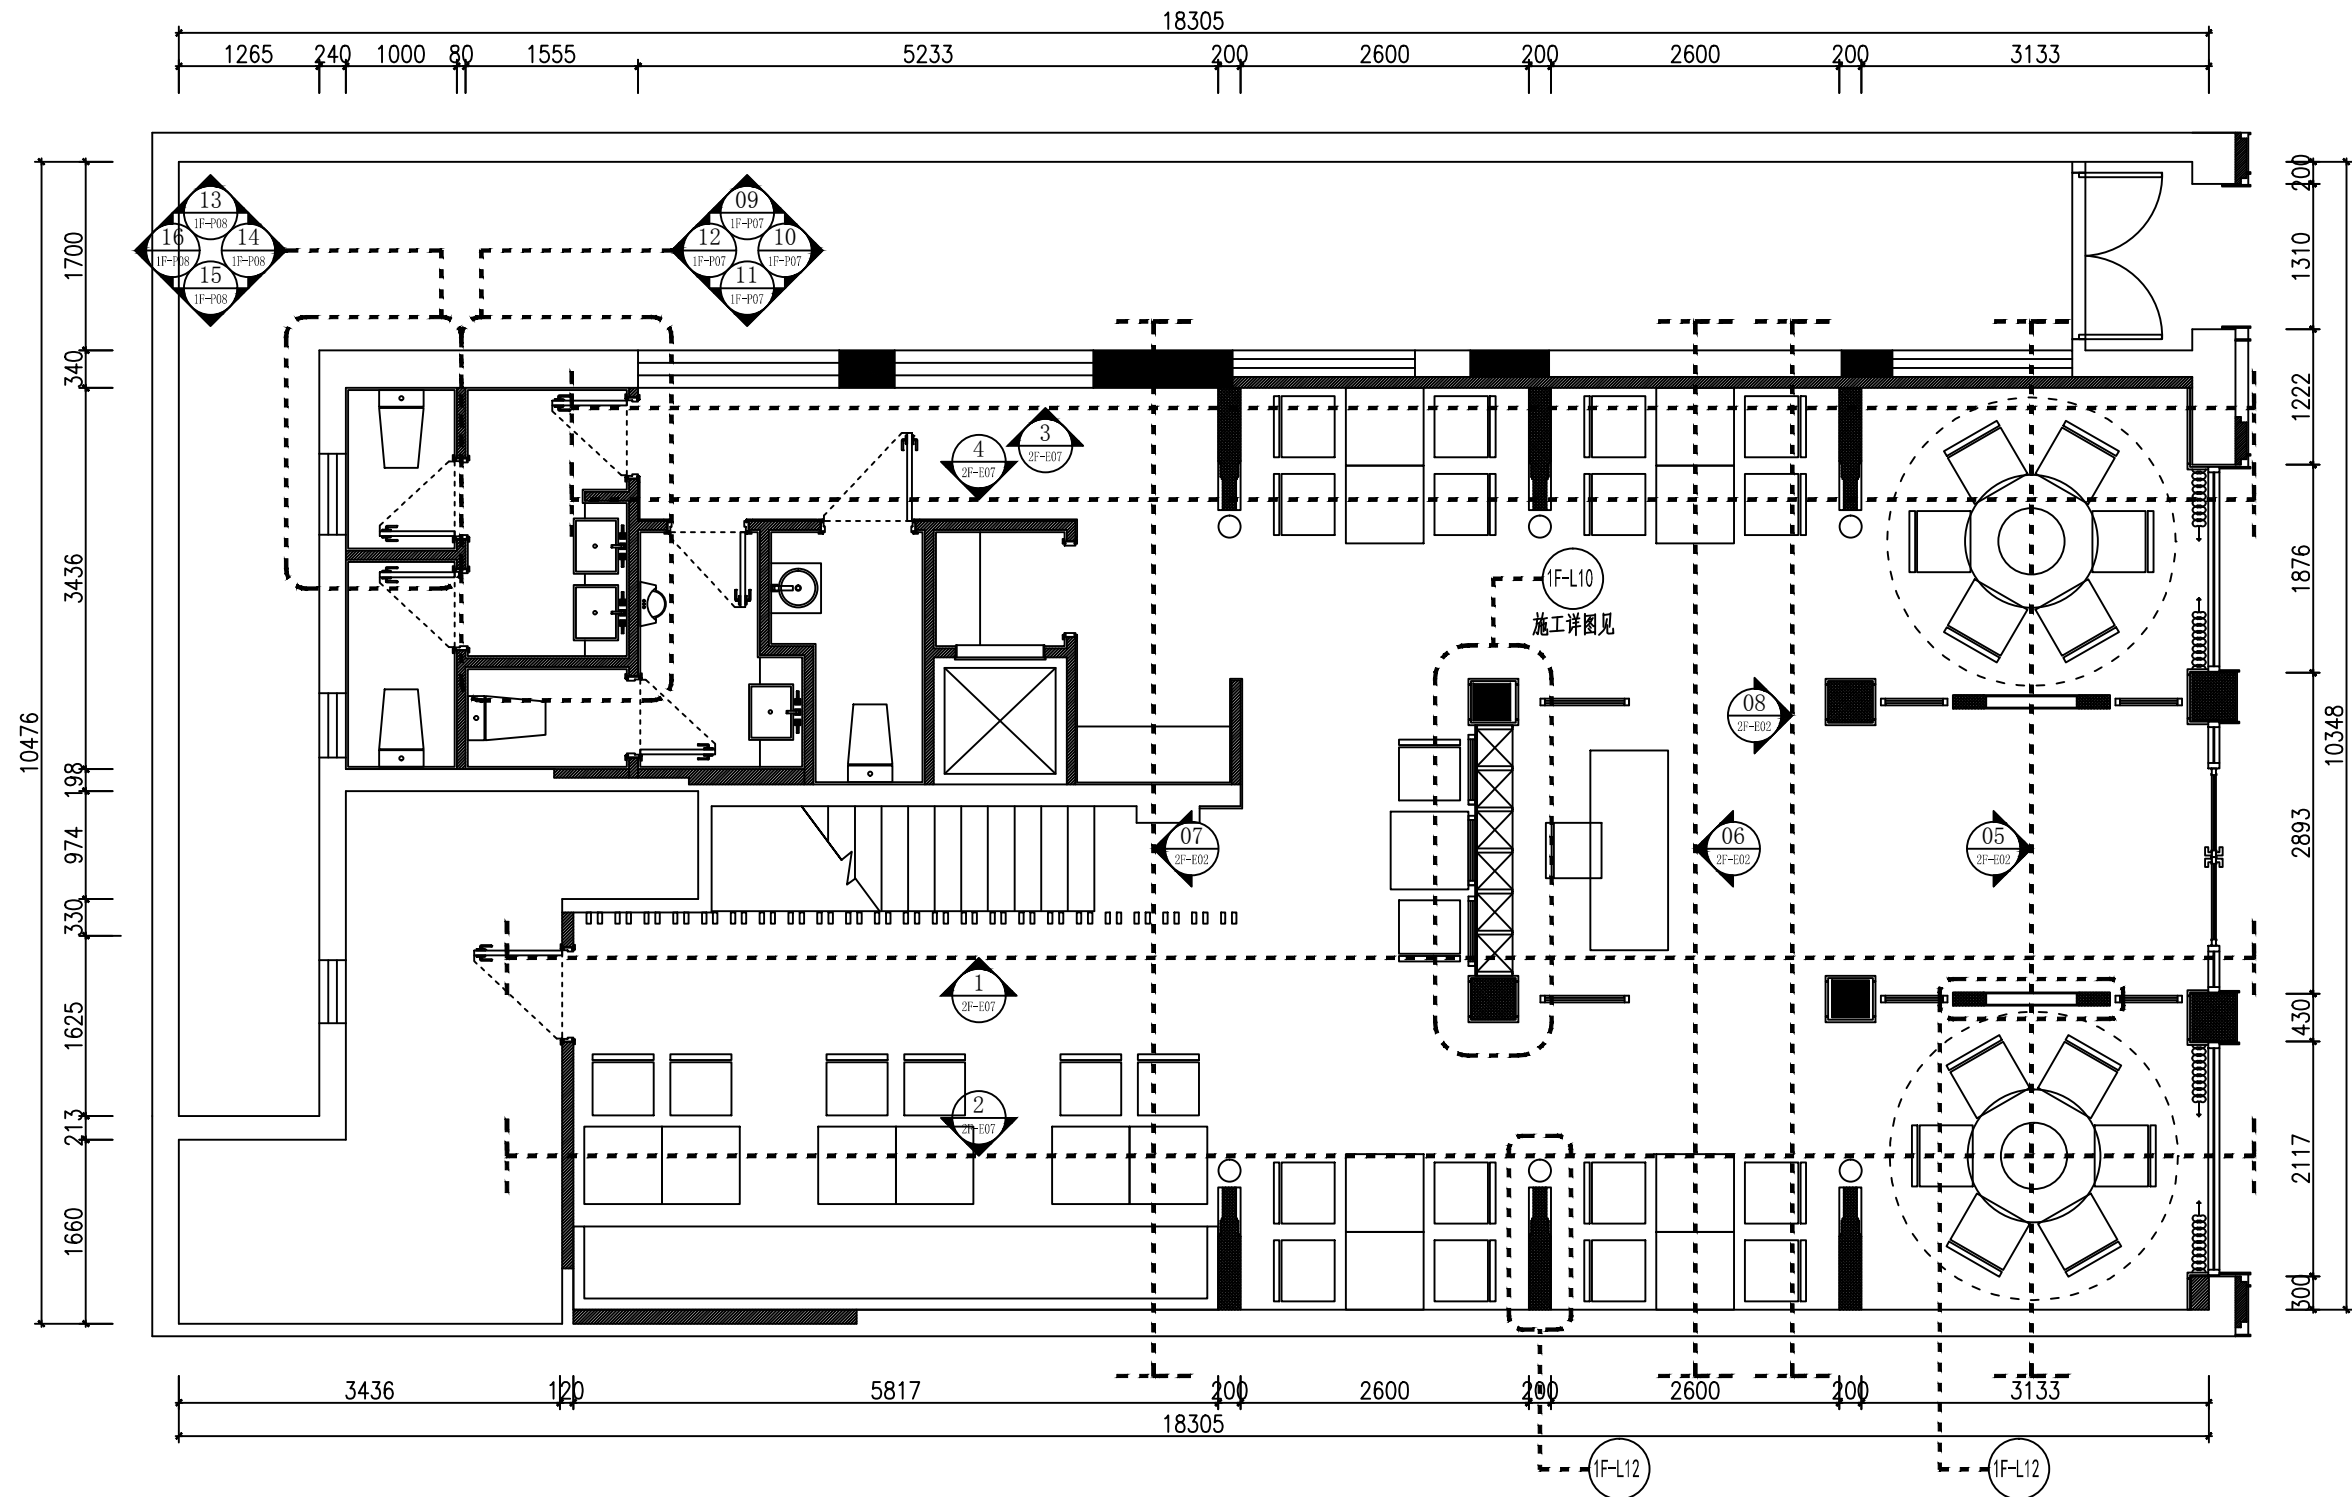 18305
1265 240 1000 80 1555 5233 200 2600 200 2600 200 3133
13
1F-P08
16
1F-P08
14
1F-P08
15
1F-P08
09
1F-P07
12
1F-P07
10
1F-P07
11
1F-P07
10476
1700
340
3436
198
974
330
1625
213
1660
200
1310
1222
1876
2893
430
2117
300
10348
4
2F-E07
3
2F-E07
1F-L10
施工详图见
08
2F-E02
07
2F-E02
06
2F-E02
05
2F-E02
1
2F-E07
2
2F-E07
3436 120 5817 200 2600 200 2600 200 3133
18305
1F-L12
1F-L12